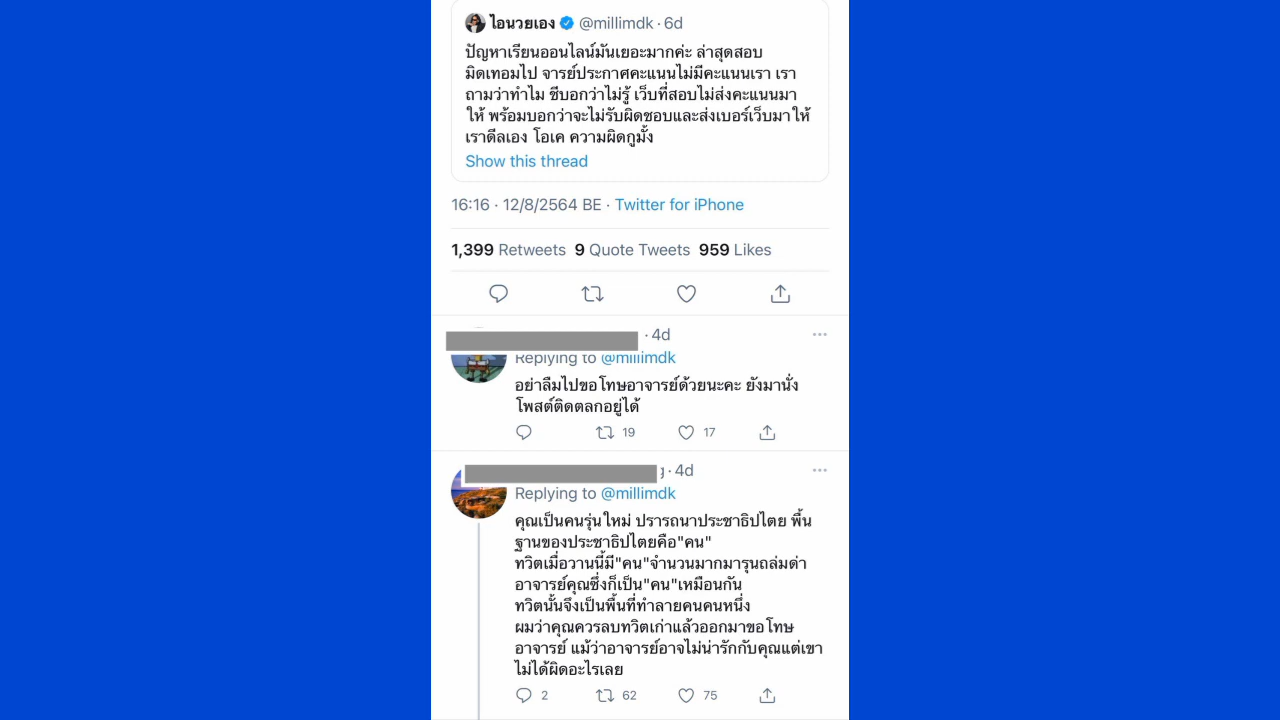 ไอนวยเอง @millimdk · 6d
ปัญหาเรียนออนไลน์มันเยอะมากค่ะ ล่าสุดสอบ
มิดเทอมไป จารย์ประกาศคะแนนไม่มีคะแนนเรา เรา
ถามว่าทำไม ชีบอกว่าไม่รู้ เว็บที่สอบไม่ส่งคะแนนมา
ให้ พร้อมบอกว่าจะไม่รับผิดชอบและส่งเบอร์เว็บมาให้
เราดีลเอง โอเค ความผิดกูมั้ง
Show this thread
16:16 · 12/8/2564 BE · Twitter for iPhone
1,399 Retweets 9 Quote Tweets 959 Likes
· 4d
Replying to @millimdk
อย่าลืมไปขอโทษอาจารย์ด้วยนะคะ ยังมานั่ง
โพสต์ติดตลกอยู่ได้
19 17
· 4d
Replying to @millimdk
คุณเป็นคนรุ่นใหม่ ปรารถนาประชาธิปไตย พื้น
ฐานของประชาธิปไตยคือ"คน"
ทวิตเมื่อวานนี้มี"คน"จำนวนมากมารุนถล่มด่า
อาจารย์คุณซึ่งก็เป็น"คน"เหมือนกัน
ทวิตนั้นจึงเป็นพื้นที่ทำลายคนคนหนึ่ง
ผมว่าคุณควรลบทวิตเก่าแล้วออกมาขอโทษ
อาจารย์ แม้ว่าอาจารย์อาจไม่น่ารักกับคุณแต่เขา
ไม่ได้ผิดอะไรเลย
2 62 75